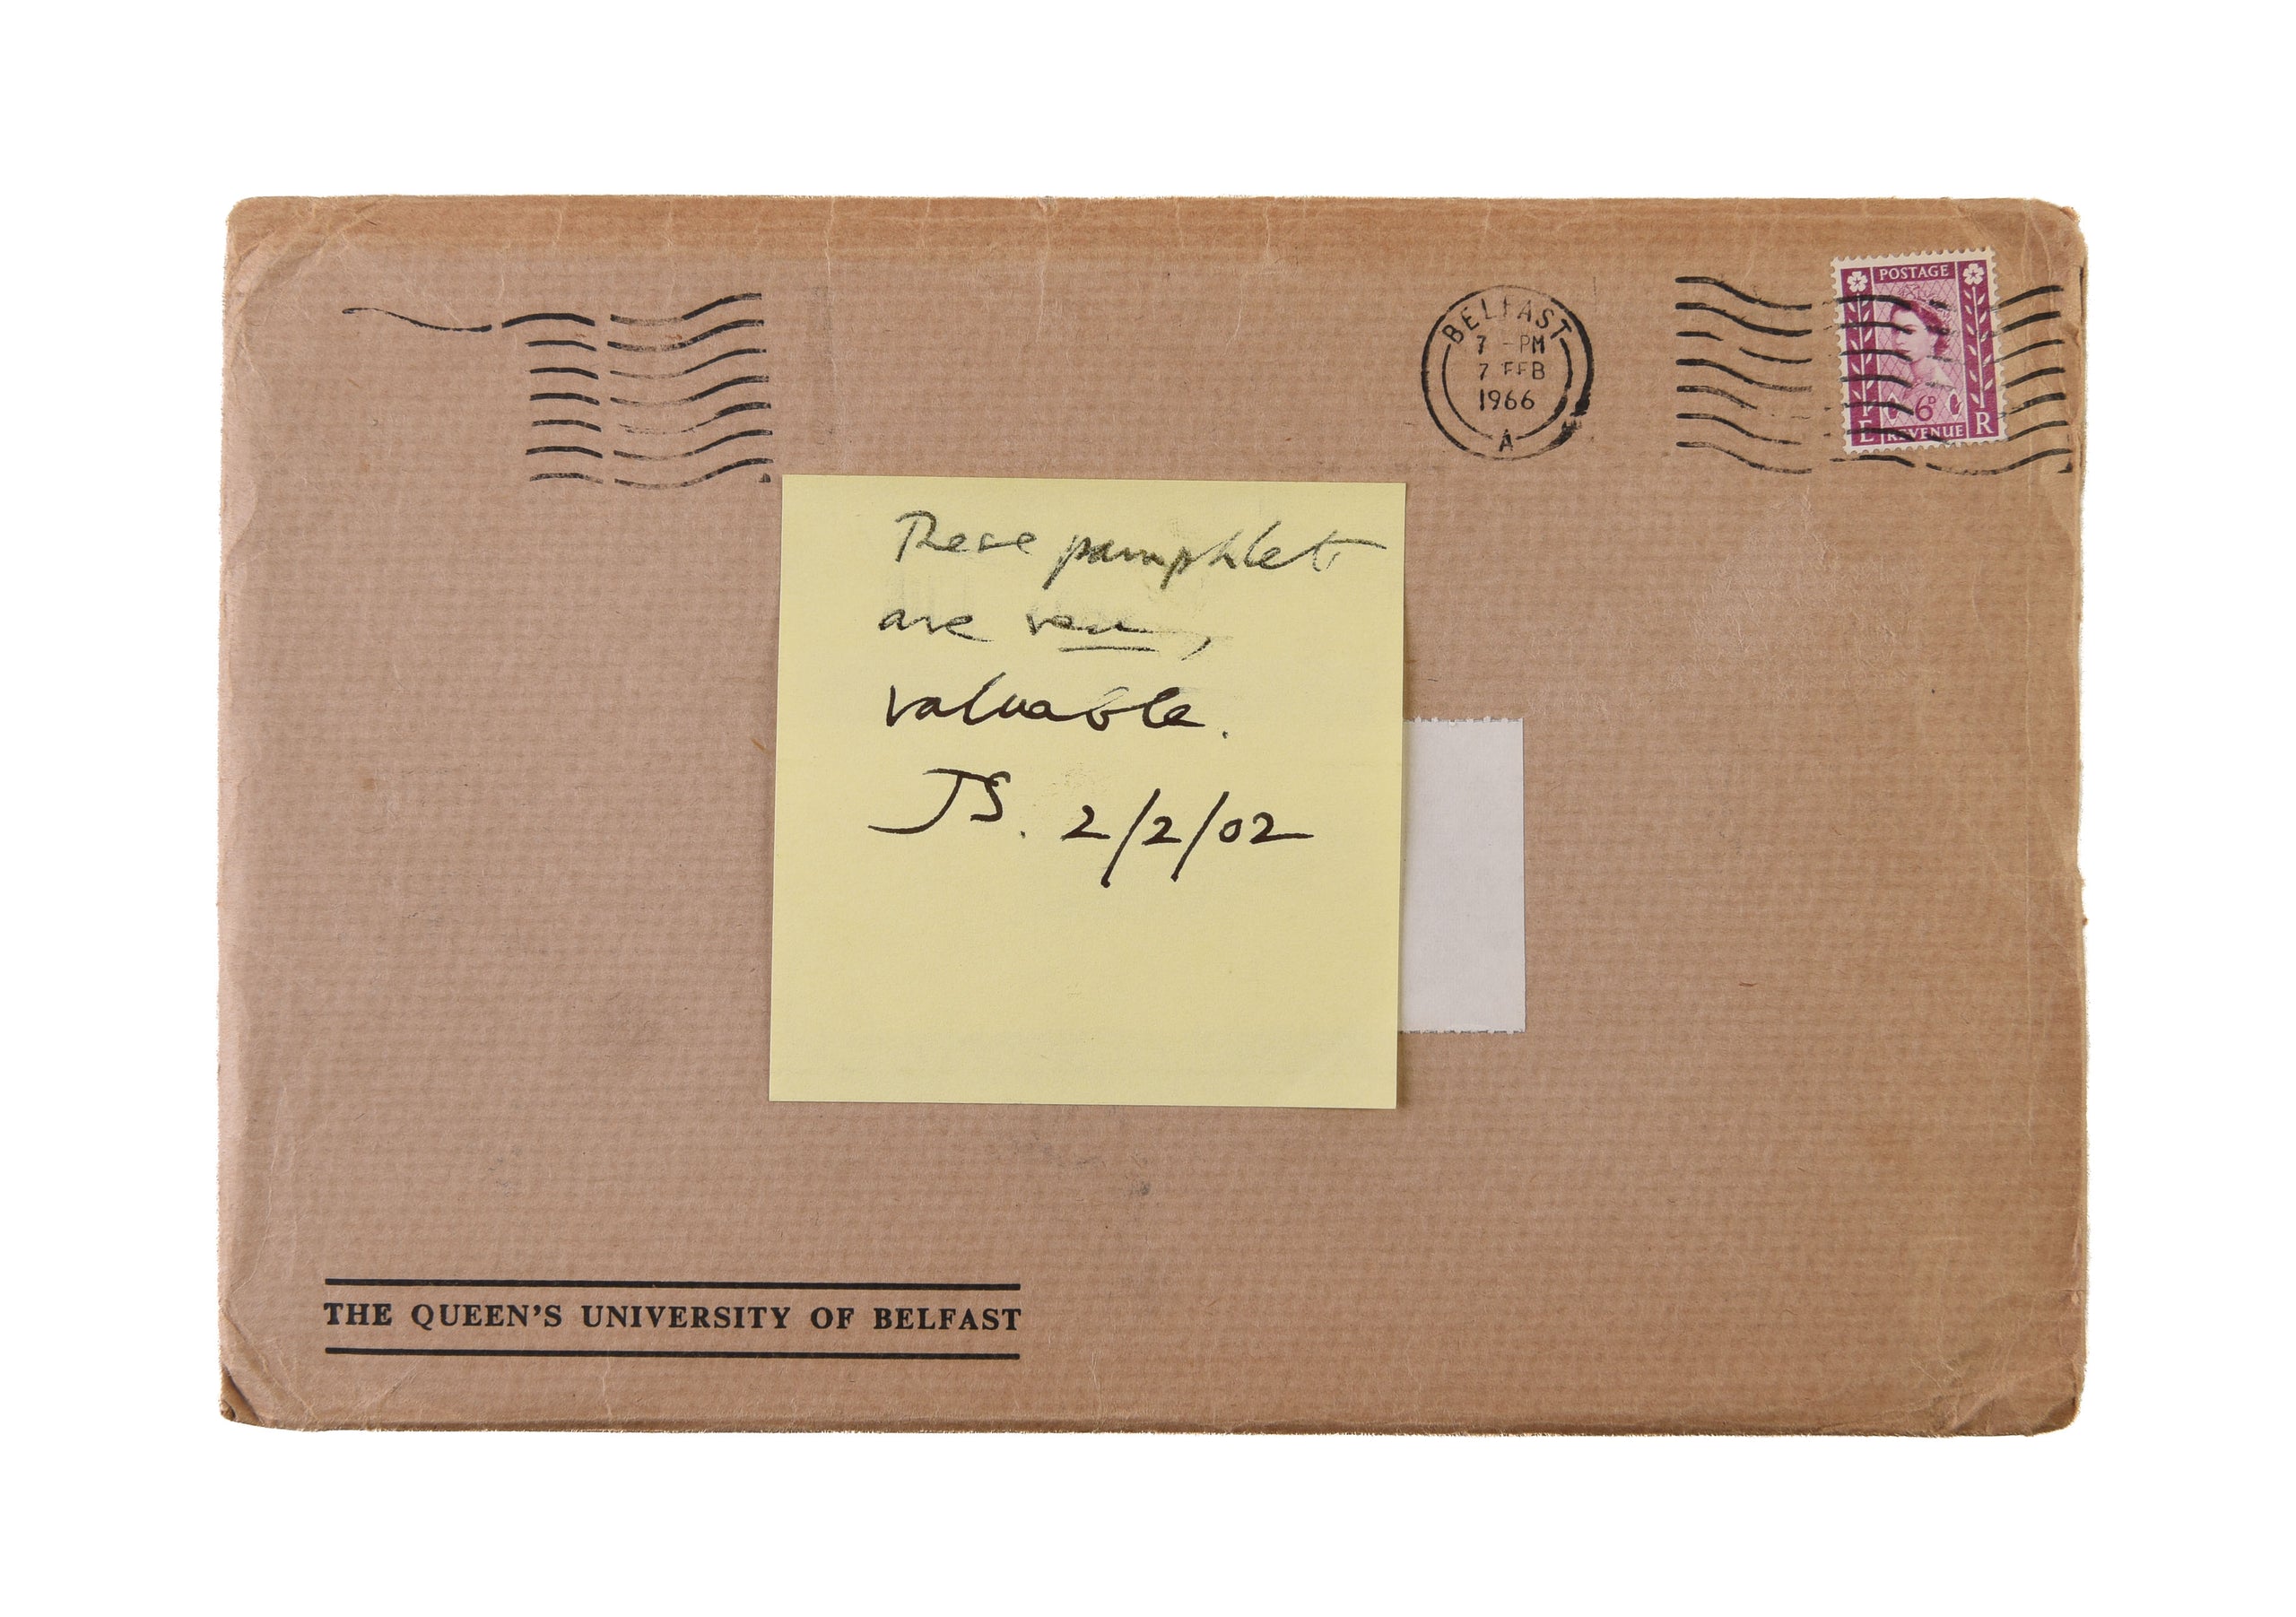 BELFAST
7 - PM
7 FEB
1966
A
POSTAGE
6D
E REVENUE R
These pamphlets
are
valuable.
JS. 2/2/02
THE QUEEN'S UNIVERSITY OF BELFAST